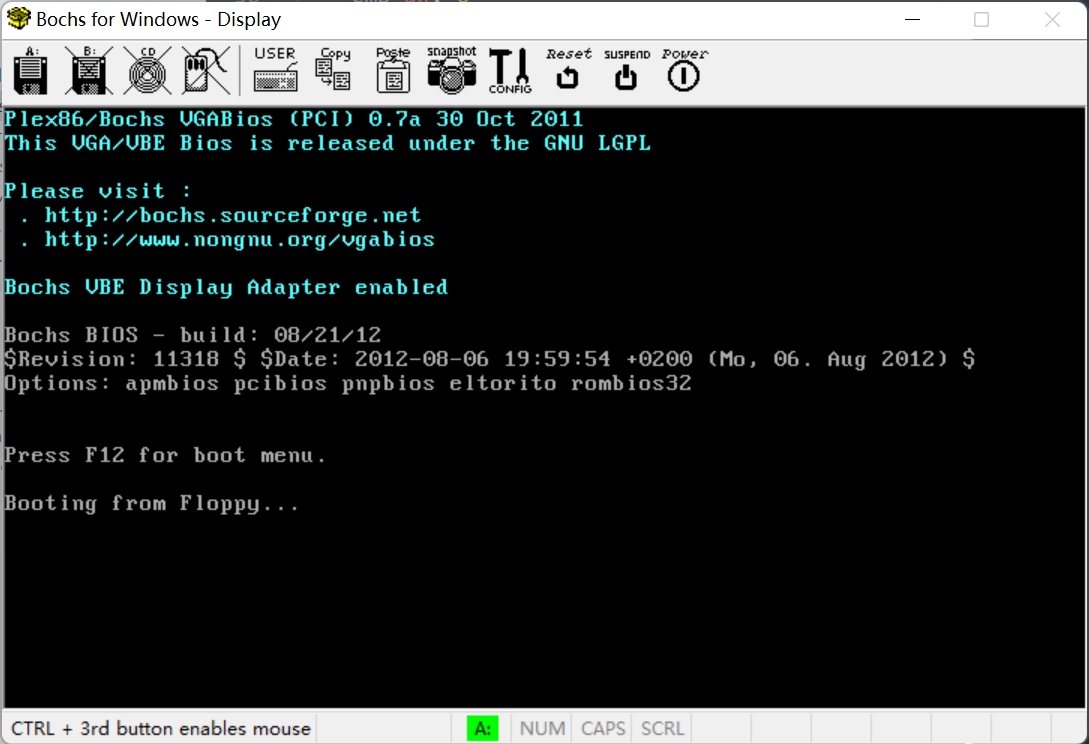 Bochs for Windows - Display
A: B: CD USER Copy Paste snapshot CONFIG Reset SUSPEND Power
Plex86/Bochs VGABios (PCI) 0.7a 30 Oct 2011
This VGA/VBE Bios is released under the GNU LGPL
Please visit :
. http://bochs.sourceforge.net
. http://www.nongnu.org/vgabios
Bochs VBE Display Adapter enabled
Bochs BIOS - build: 08/21/12
$Revision: 11318 $ $Date: 2012-08-06 19:59:54 +0200 (Mo, 06. Aug 2012) $
Options: apmbios pcibios pnpbios eltorito rombios32
Press F12 for boot menu.
Booting from Floppy...
CTRL + 3rd button enables mouse A: NUM CAPS SCRL